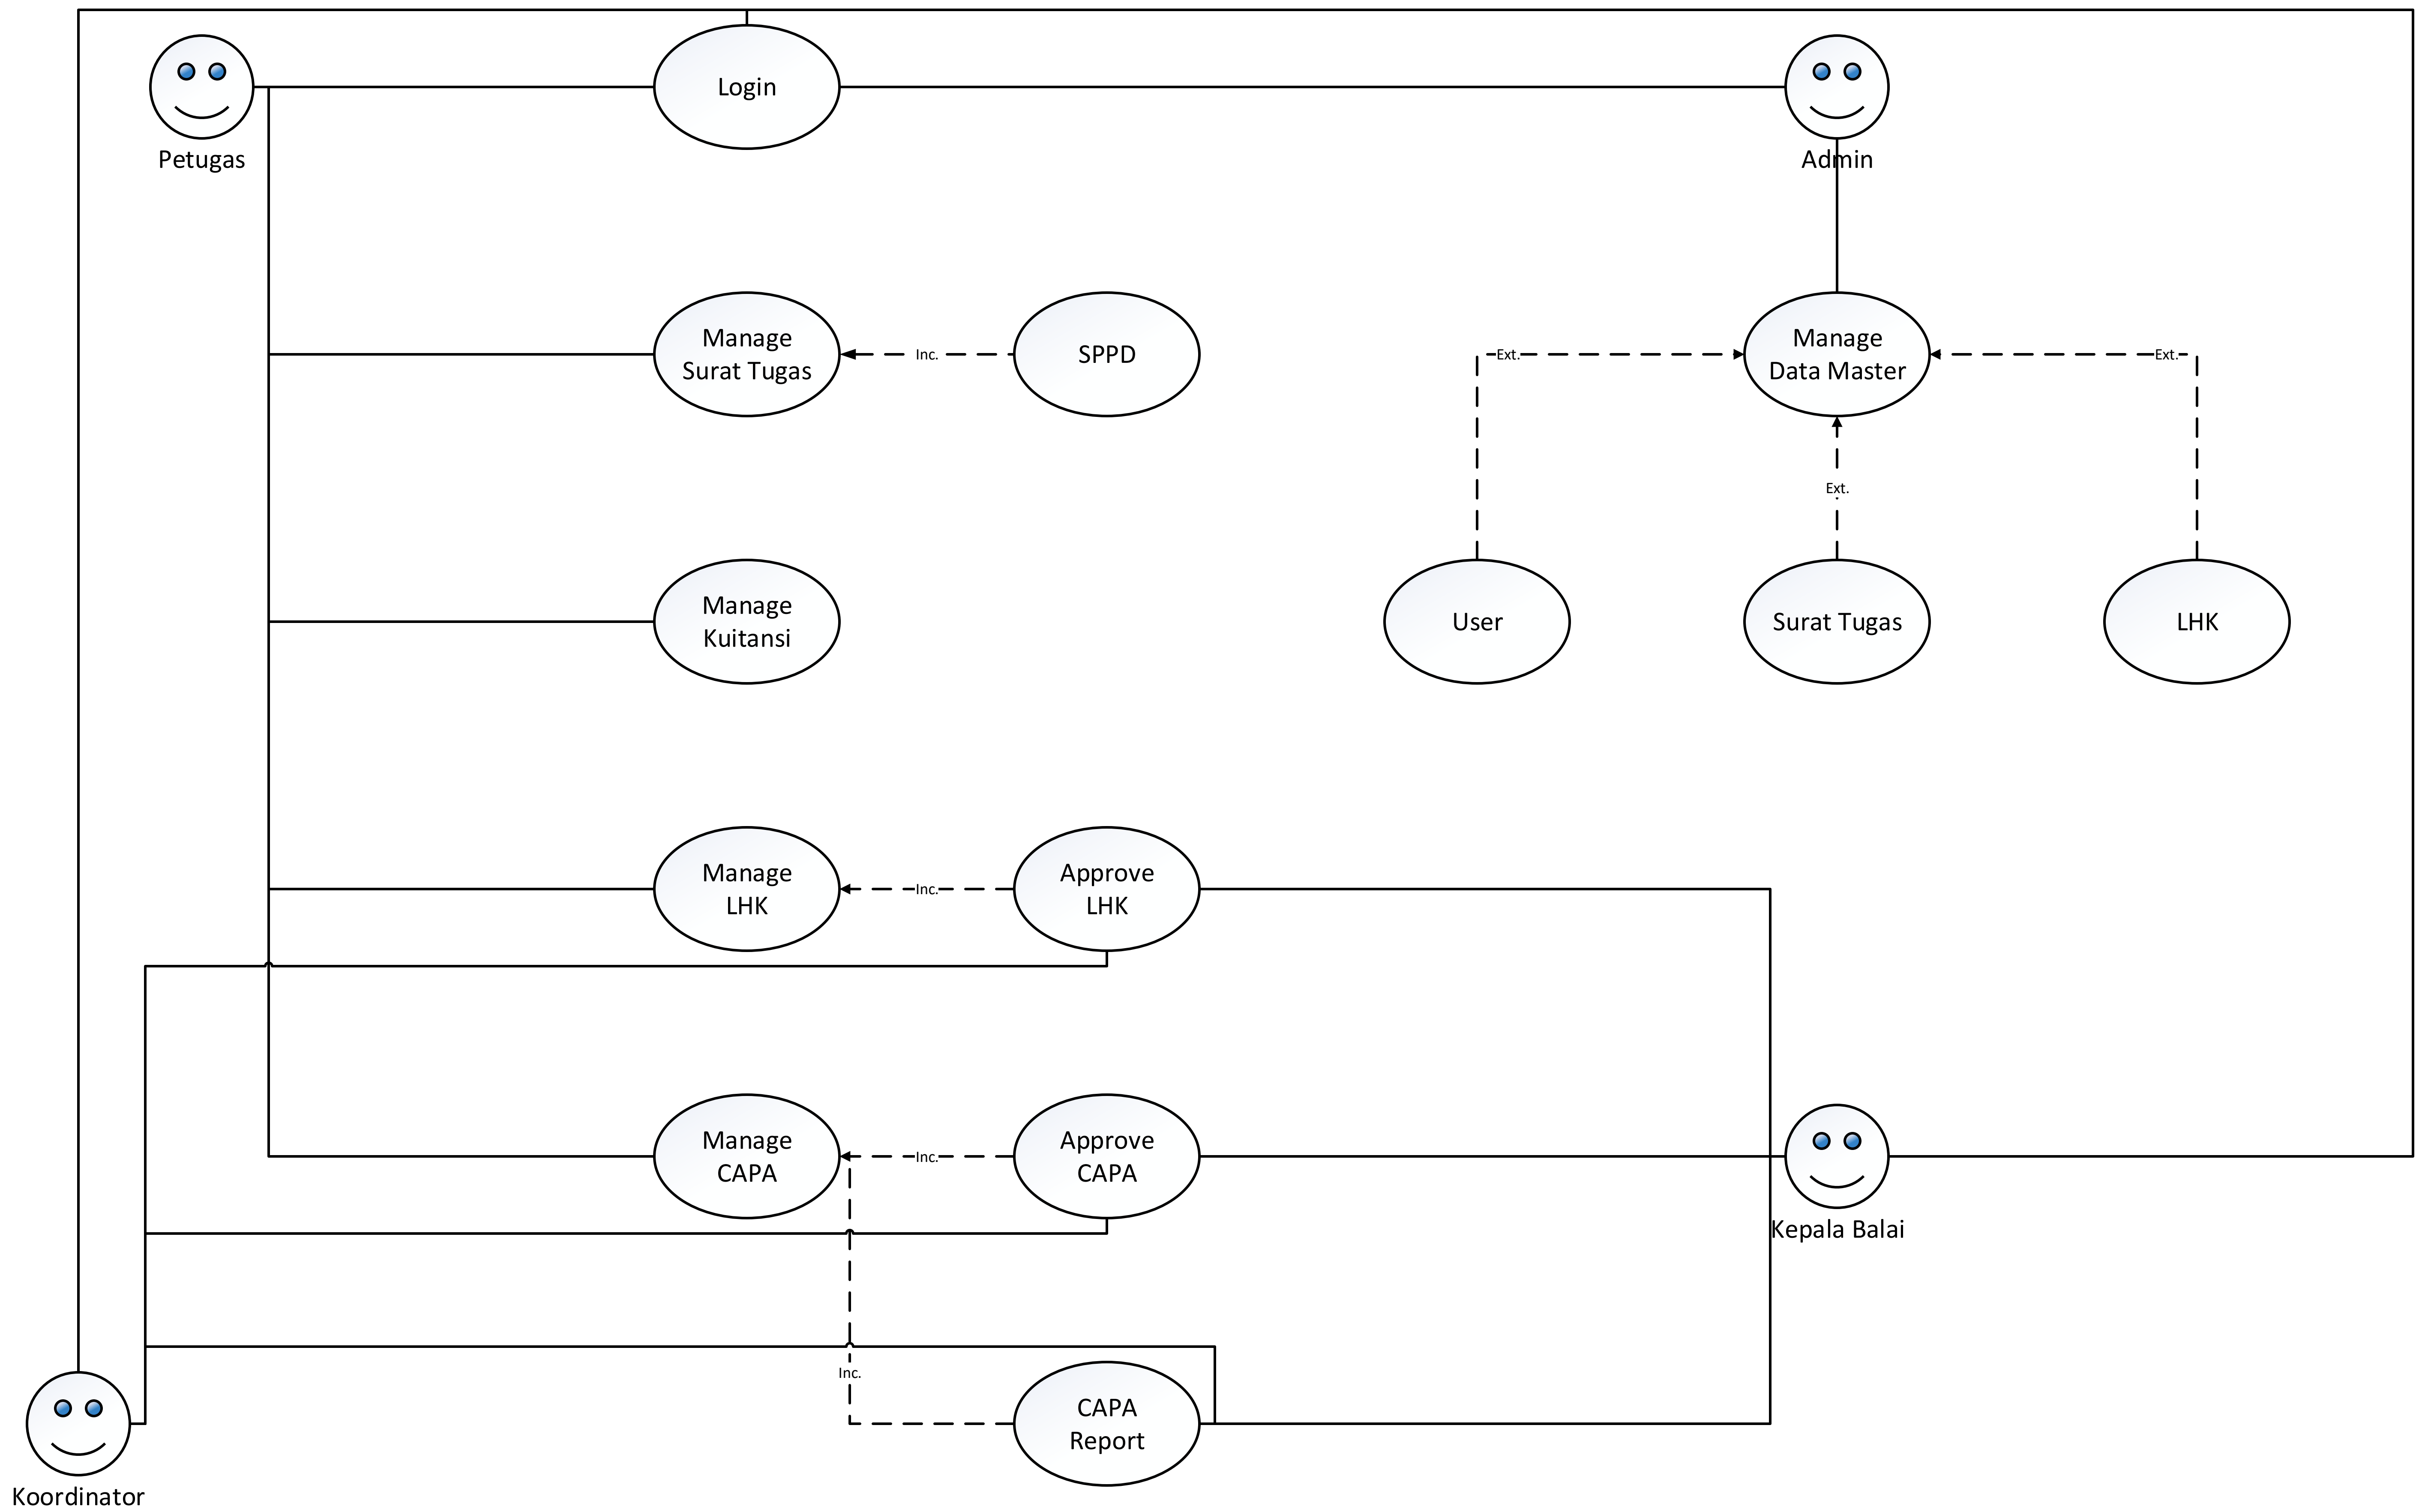 Login
Petugas
Admin
Manage
Surat Tugas
Inc.
SPPD
Ext.
Manage
Data Master
Ext.
Ext.
Manage
Kuitansi
User
Surat Tugas
LHK
Manage
LHK
Inc.
Approve
LHK
Manage
CAPA
Inc.
Approve
CAPA
Kepala Balai
Inc.
CAPA
Report
Koordinator